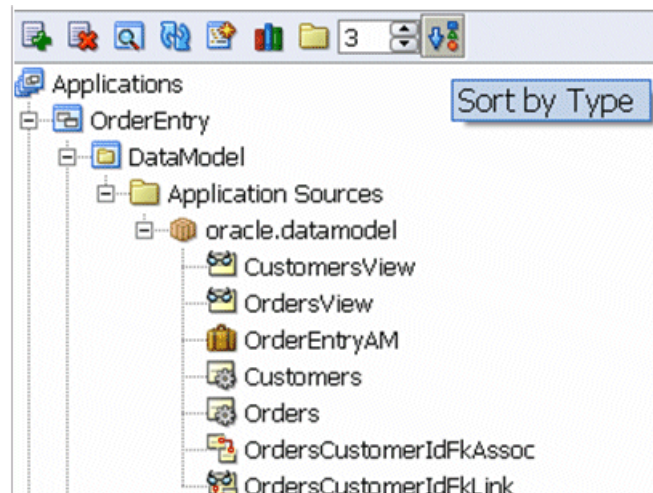 3
Applications
Sort by Type
OrderEntry
DataModel
Application Sources
oracle.datamodel
CustomersView
OrdersView
OrderEntryAM
Customers
Orders
OrdersCustomerIdFkAssoc
OrdersCustomerIdFkLink